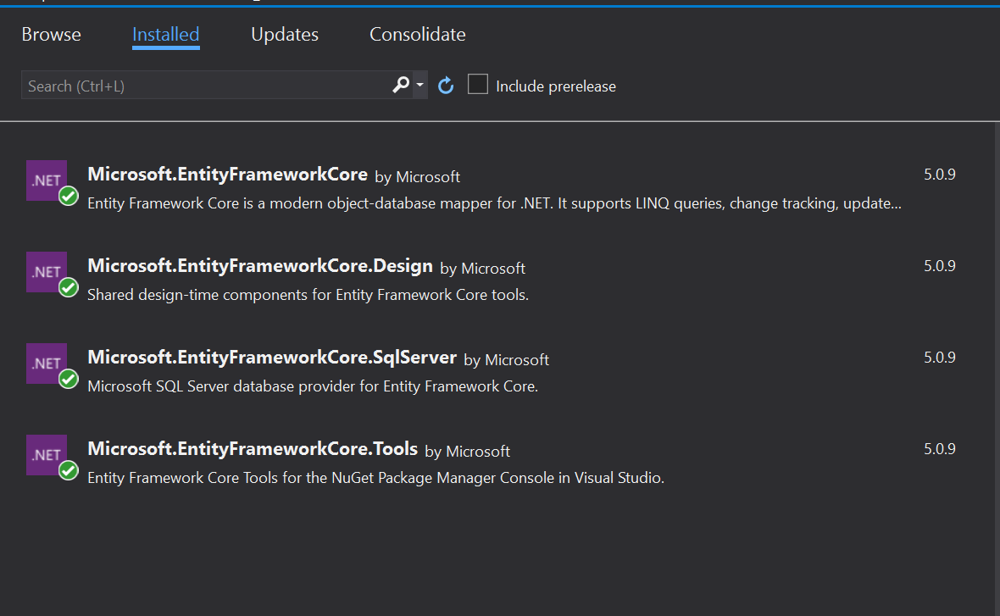 Browse Installed Updates Consolidate
Search (Ctrl+L) Include prerelease
.NET Microsoft.EntityFrameworkCore by Microsoft 5.0.9
Entity Framework Core is a modern object-database mapper for .NET. It supports LINQ queries, change tracking, update...
.NET Microsoft.EntityFrameworkCore.Design by Microsoft 5.0.9
Shared design-time components for Entity Framework Core tools.
.NET Microsoft.EntityFrameworkCore.SqlServer by Microsoft 5.0.9
Microsoft SQL Server database provider for Entity Framework Core.
.NET Microsoft.EntityFrameworkCore.Tools by Microsoft 5.0.9
Entity Framework Core Tools for the NuGet Package Manager Console in Visual Studio.